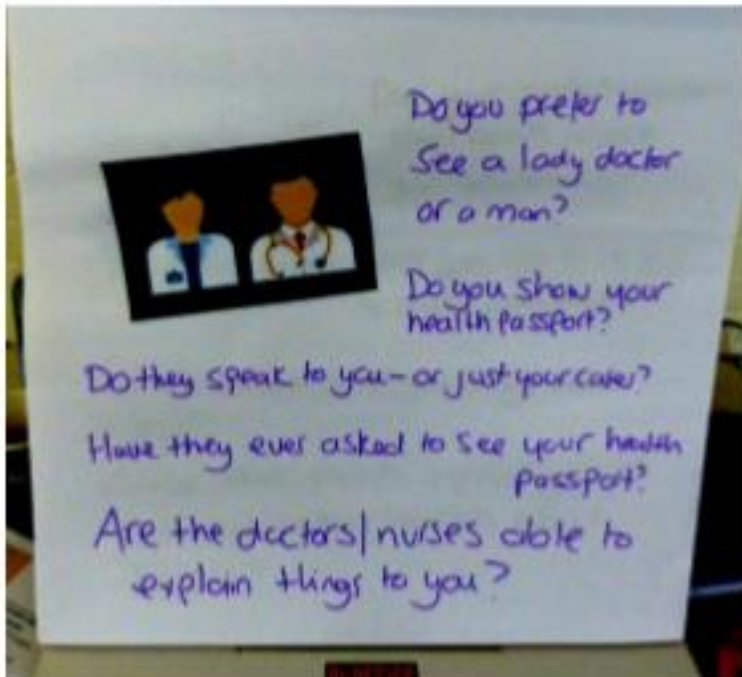 Do you prefer to
see a lady doctor
or a man?
Do you show your
health passport?
Do they speak to you - or just your carer?
Have they ever asked to see your health
passport?
Are the doctors/nurses able to
explain things to you?